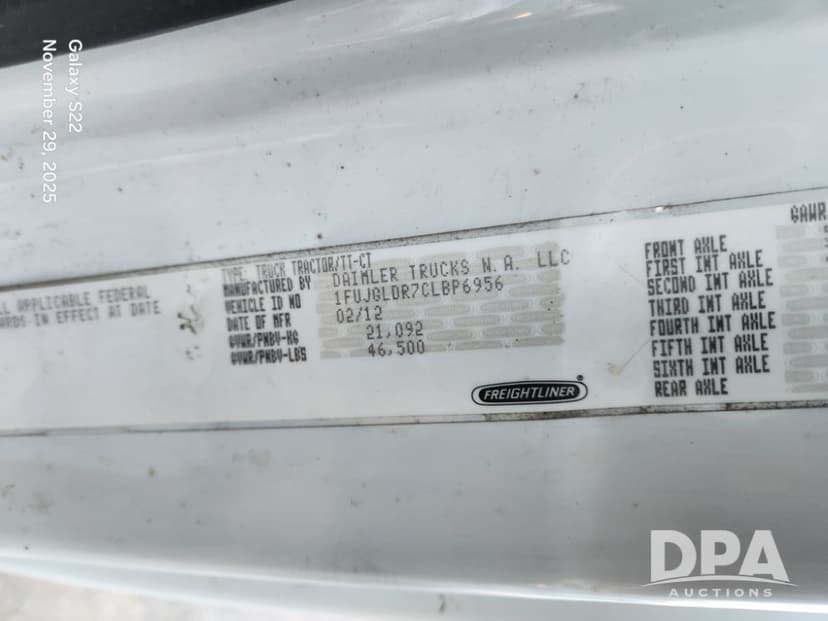 Galaxy S22
November 29, 2025
ALL APPLICABLE FEDERAL
IN EFFECT AT DATE
TYPE: TRUCK TRACTOR/TT-CT
MANUFACTURED BY DAIMLER TRUCKS N.A. LLC
VEHICLE ID NO 1FUJGLDR7CLBP6956
DATE OF MFR 02/12
GVWR/PNBV-KG 21,092
GVWR/PNBV-LBS 46,500
FREIGHTLINER
GAWR
FRONT AXLE
FIRST INT AXLE
SECOND INT AXLE
THIRD INT AXLE
FOURTH INT AXLE
FIFTH INT AXLE
SIXTH INT AXLE
REAR AXLE
DPA
AUCTIONS